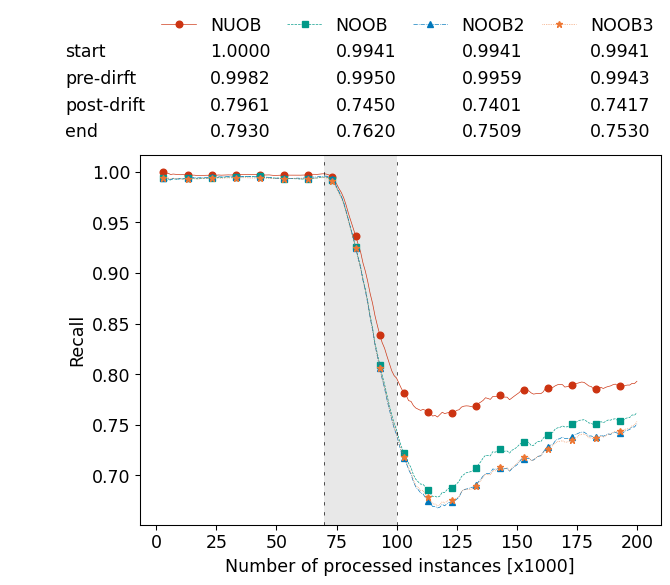 NUOB NOOB NOOB2 NOOB3
start 1.0000 0.9941 0.9941 0.9941
pre-dirft 0.9982 0.9950 0.9959 0.9943
post-drift 0.7961 0.7450 0.7401 0.7417
end 0.7930 0.7620 0.7509 0.7530
1.00
0.95
0.90
0.85
0.80
0.75
0.70
Recall
0 25 50 75 100 125 150 175 200
Number of processed instances [x1000]